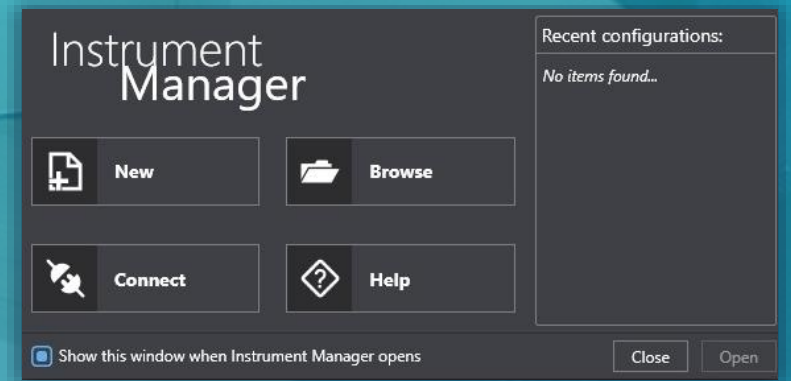 Instrument
Manager
New
Browse
Connect
Help
Recent configurations:
No items found...
Show this window when Instrument Manager opens
Close
Open